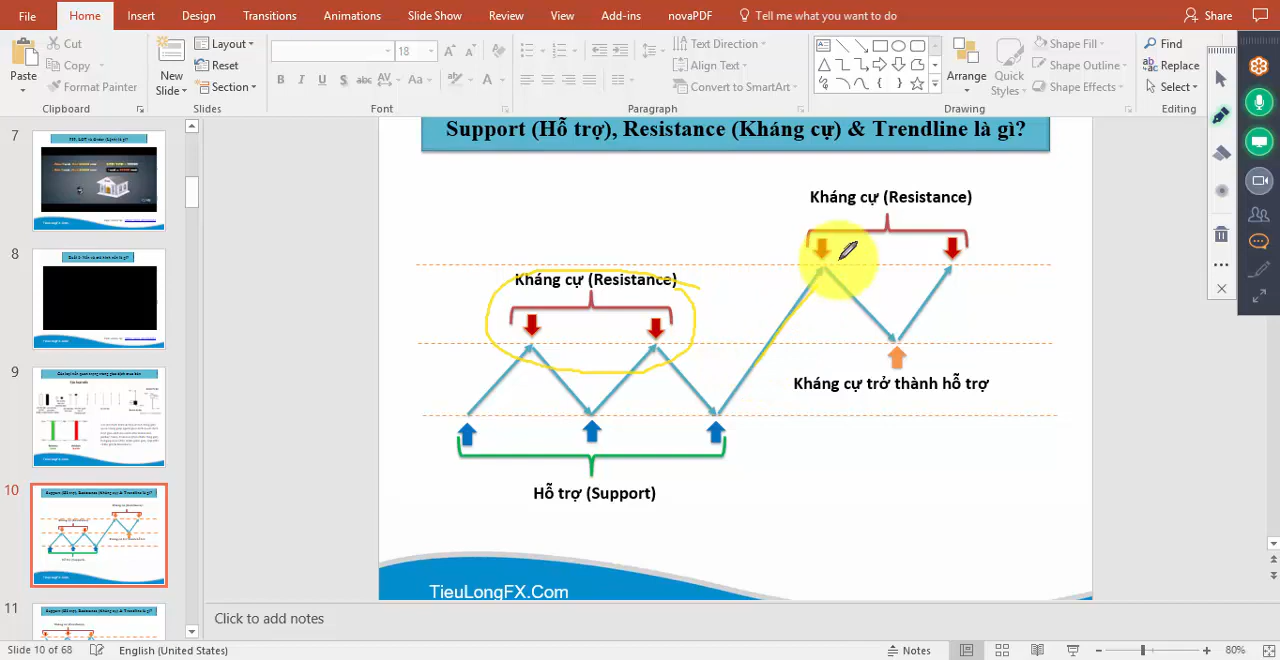 File Home Insert Design Transitions Animations Slide Show Review View Add-ins novaPDF Tell me what you want to do Share
Paste
Cut
Copy
Format Painter
Clipboard
New
Slide
Layout
Reset
Section
Slides
18
B I U S abc AV Aa A
Font
Text Direction
Align Text
Convert to SmartArt
Paragraph
Arrange
Quick
Styles
Shape Fill
Shape Outline
Shape Effects
Drawing
Find
Replace
Select
Editing
7
8
9
10
11
Support (Hỗ trợ), Resistance (Kháng cự) & Trendline là gì?
Kháng cự (Resistance)
Kháng cự (Resistance)
Kháng cự trở thành hỗ trợ
Hỗ trợ (Support)
TieuLongFX.Com
Click to add notes
Slide 10 of 68 English (United States) Notes 80%